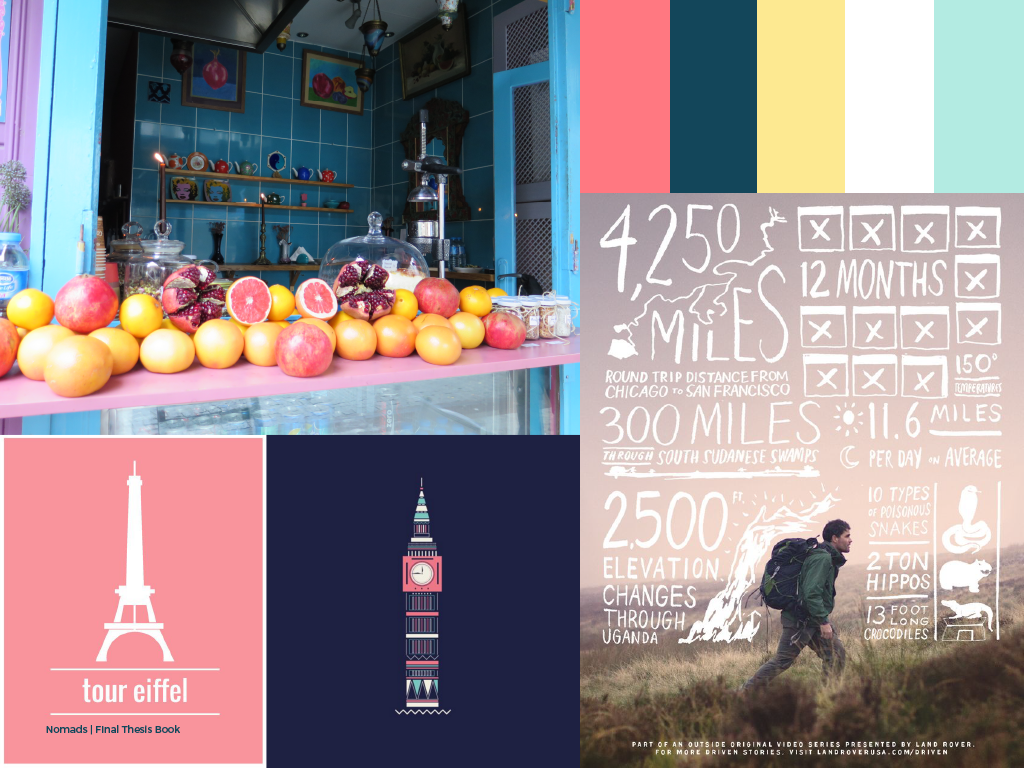 4,250
MILES
ROUND TRIP DISTANCE FROM
CHICAGO TO SAN FRANCISCO
12 MONTHS
150°
TEMPERATURES
300 MILES
THROUGH SOUTH SUDANESE SWAMPS
11.6 MILES
PER DAY ON AVERAGE
2,500 FT.
ELEVATION
CHANGES
THROUGH
UGANDA
10 TYPES
OF POISONOUS
SNAKES
2 TON
HIPPOS
13 FOOT
LONG
CROCODILES
PART OF AN OUTSIDE ORIGINAL VIDEO SERIES PRESENTED BY LAND ROVER.
FOR MORE DRIVEN STORIES, VISIT LANDROVERUSA.COM/DRIVEN
tour eiffel
Nomads | Final Thesis Book